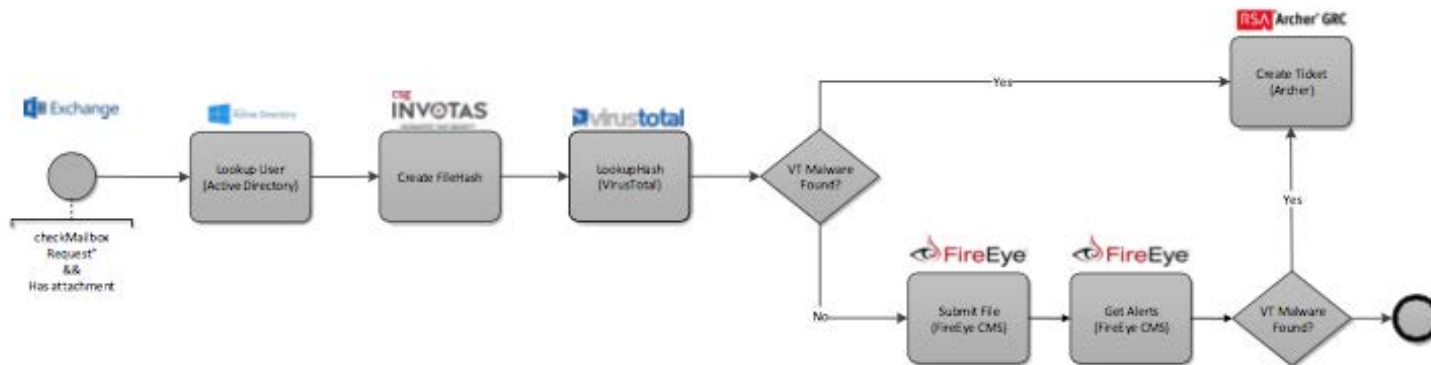 Exchange
checkMailbox
Request"
&&
Has attachment
Active Directory
Lookup User
(Active Directory)
csg
INVOTAS
Create FileHash
virustotal
LookupHash
(VirusTotal)
VT Malware
Found?
Yes
RSA Archer GRC
Create Ticket
(Archer)
No
FireEye
Submit File
(FireEye CMS)
FireEye
Get Alerts
(FireEye CMS)
VT Malware
Found?
Yes